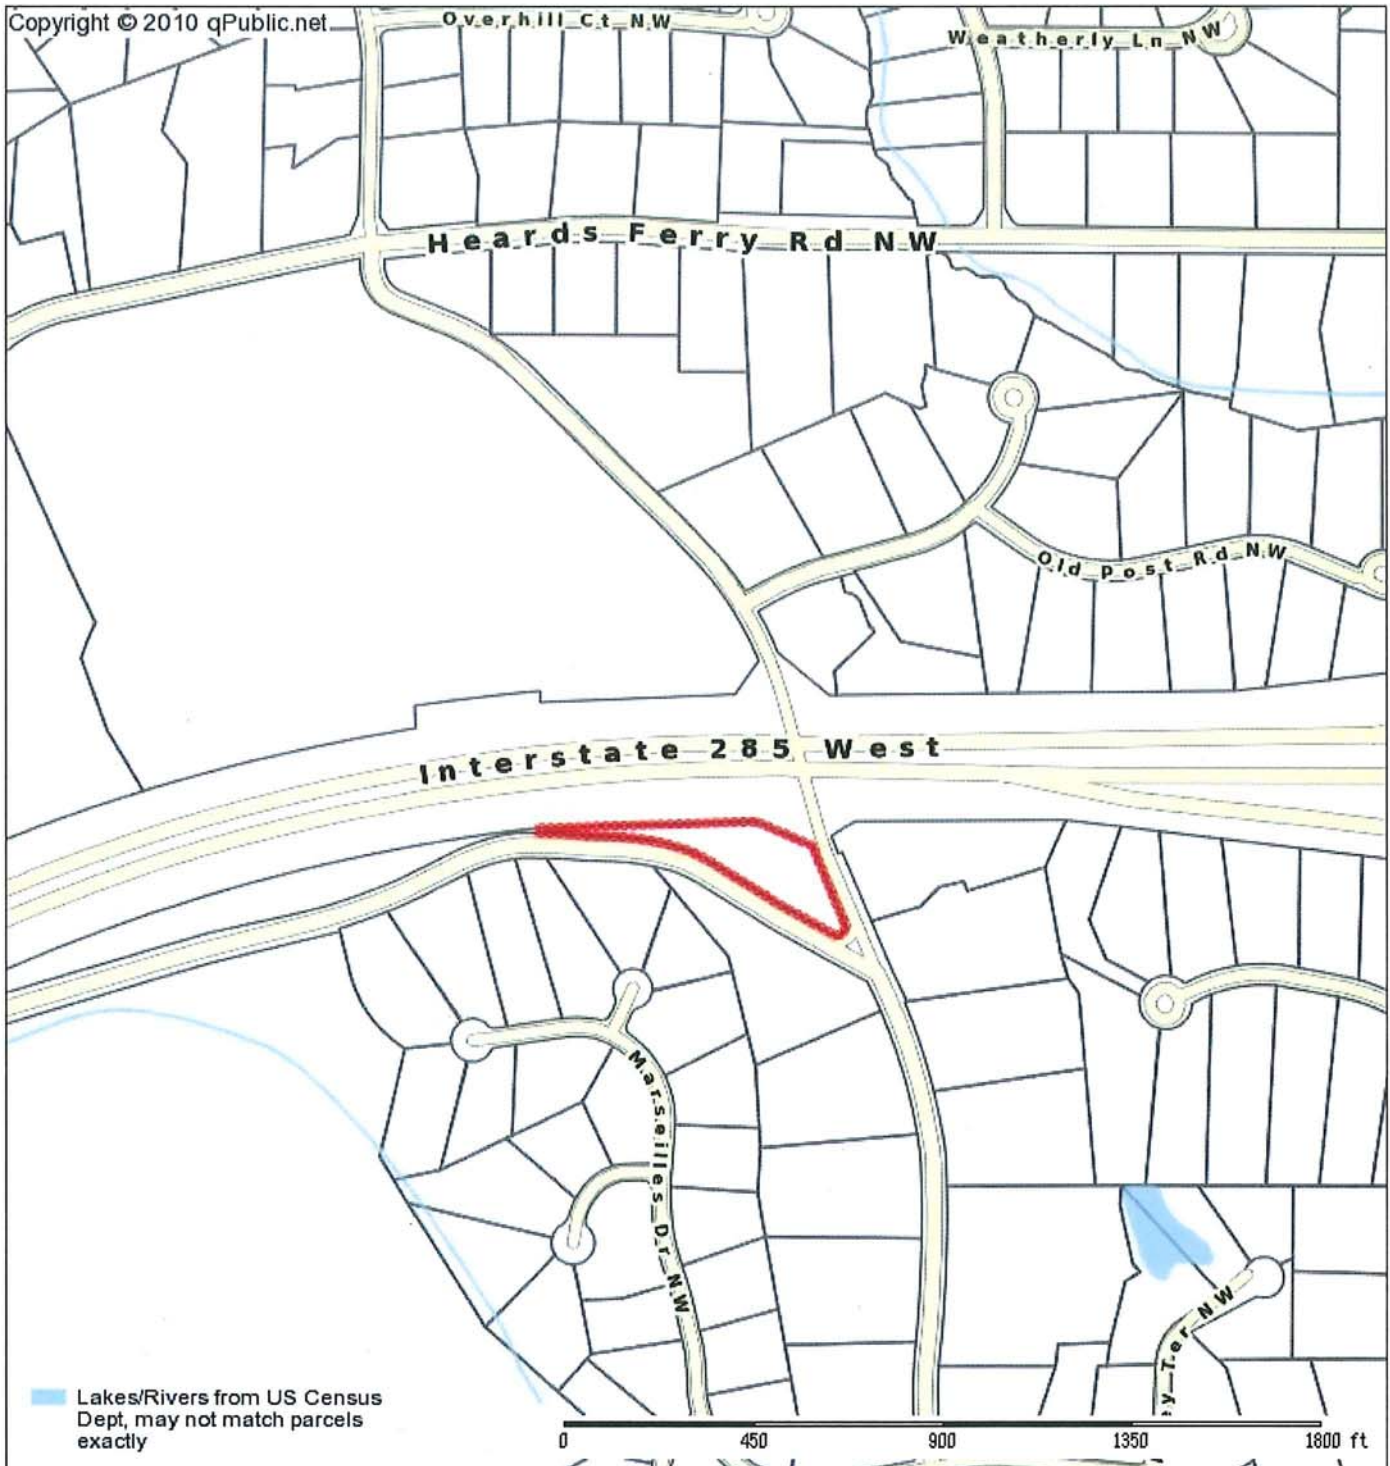 Copyright © 2010 qPublic.net
Overhill Ct NW
Weatherly Ln NW
Heards Ferry Rd NW
Old Post Rd NW
Interstate 285 West
Marseilles Dr NW
Ter NW
Lakes/Rivers from US Census
Dept, may not match parcels
exactly
0 450 900 1350 1800 ft